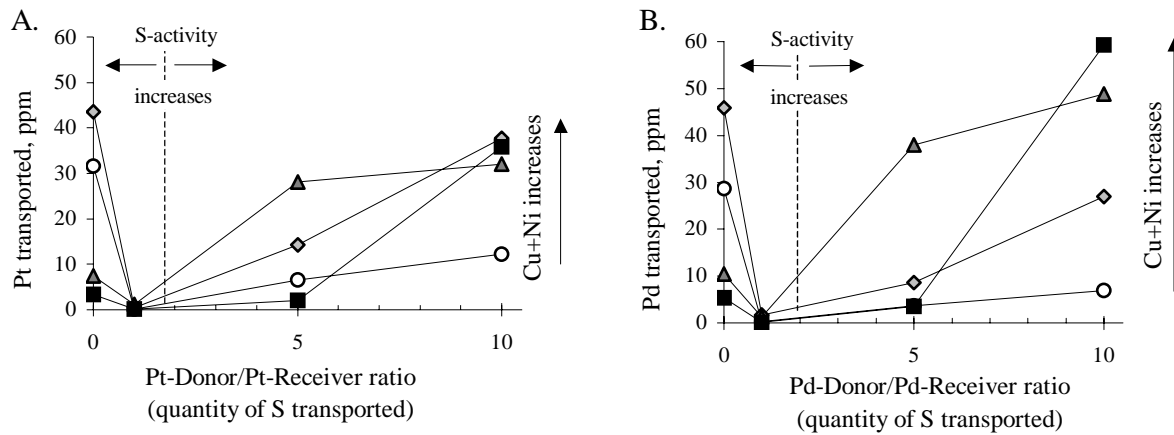 A.
60
50
40
30
20
10
0
0
5
10
S-activity
increases
Pt transported, ppm
Cu+Ni increases
Pt-Donor/Pt-Receiver ratio
(quantity of S transported)
B.
60
50
40
30
20
10
0
0
5
10
S-activity
increases
Pd transported, ppm
Cu+Ni increases
Pd-Donor/Pd-Receiver ratio
(quantity of S transported)